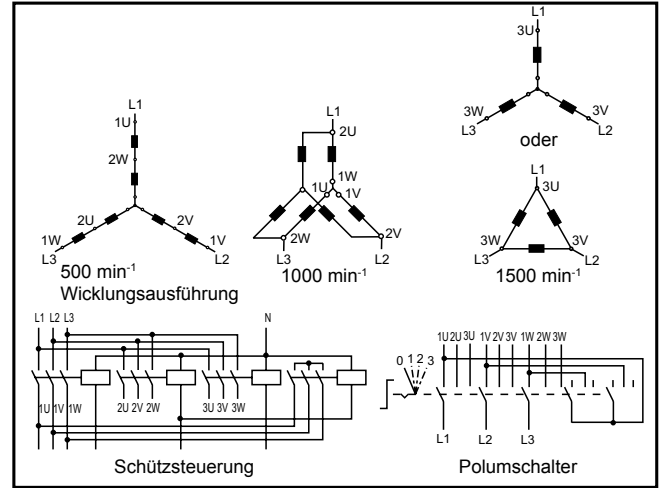 L1
3U
3W
3V
L3
L2
oder
L1
1U
2W
2U
2V
1W
1V
L3
L2
500 min-1
Wicklungsausführung
L1
2U
1W
1U
1V
2W
2V
L3
L2
1000 min-1
L1
3U
3W
3V
L3
L2
1500 min-1
L1 L2 L3
N
1U 1V 1W
2U 2V 2W
3U 3V 3W
Schützsteuerung
1U 2U 3U 1V 2V 3V 1W 2W 3W
0 1 2 3
L1 L2 L3
Polumschalter